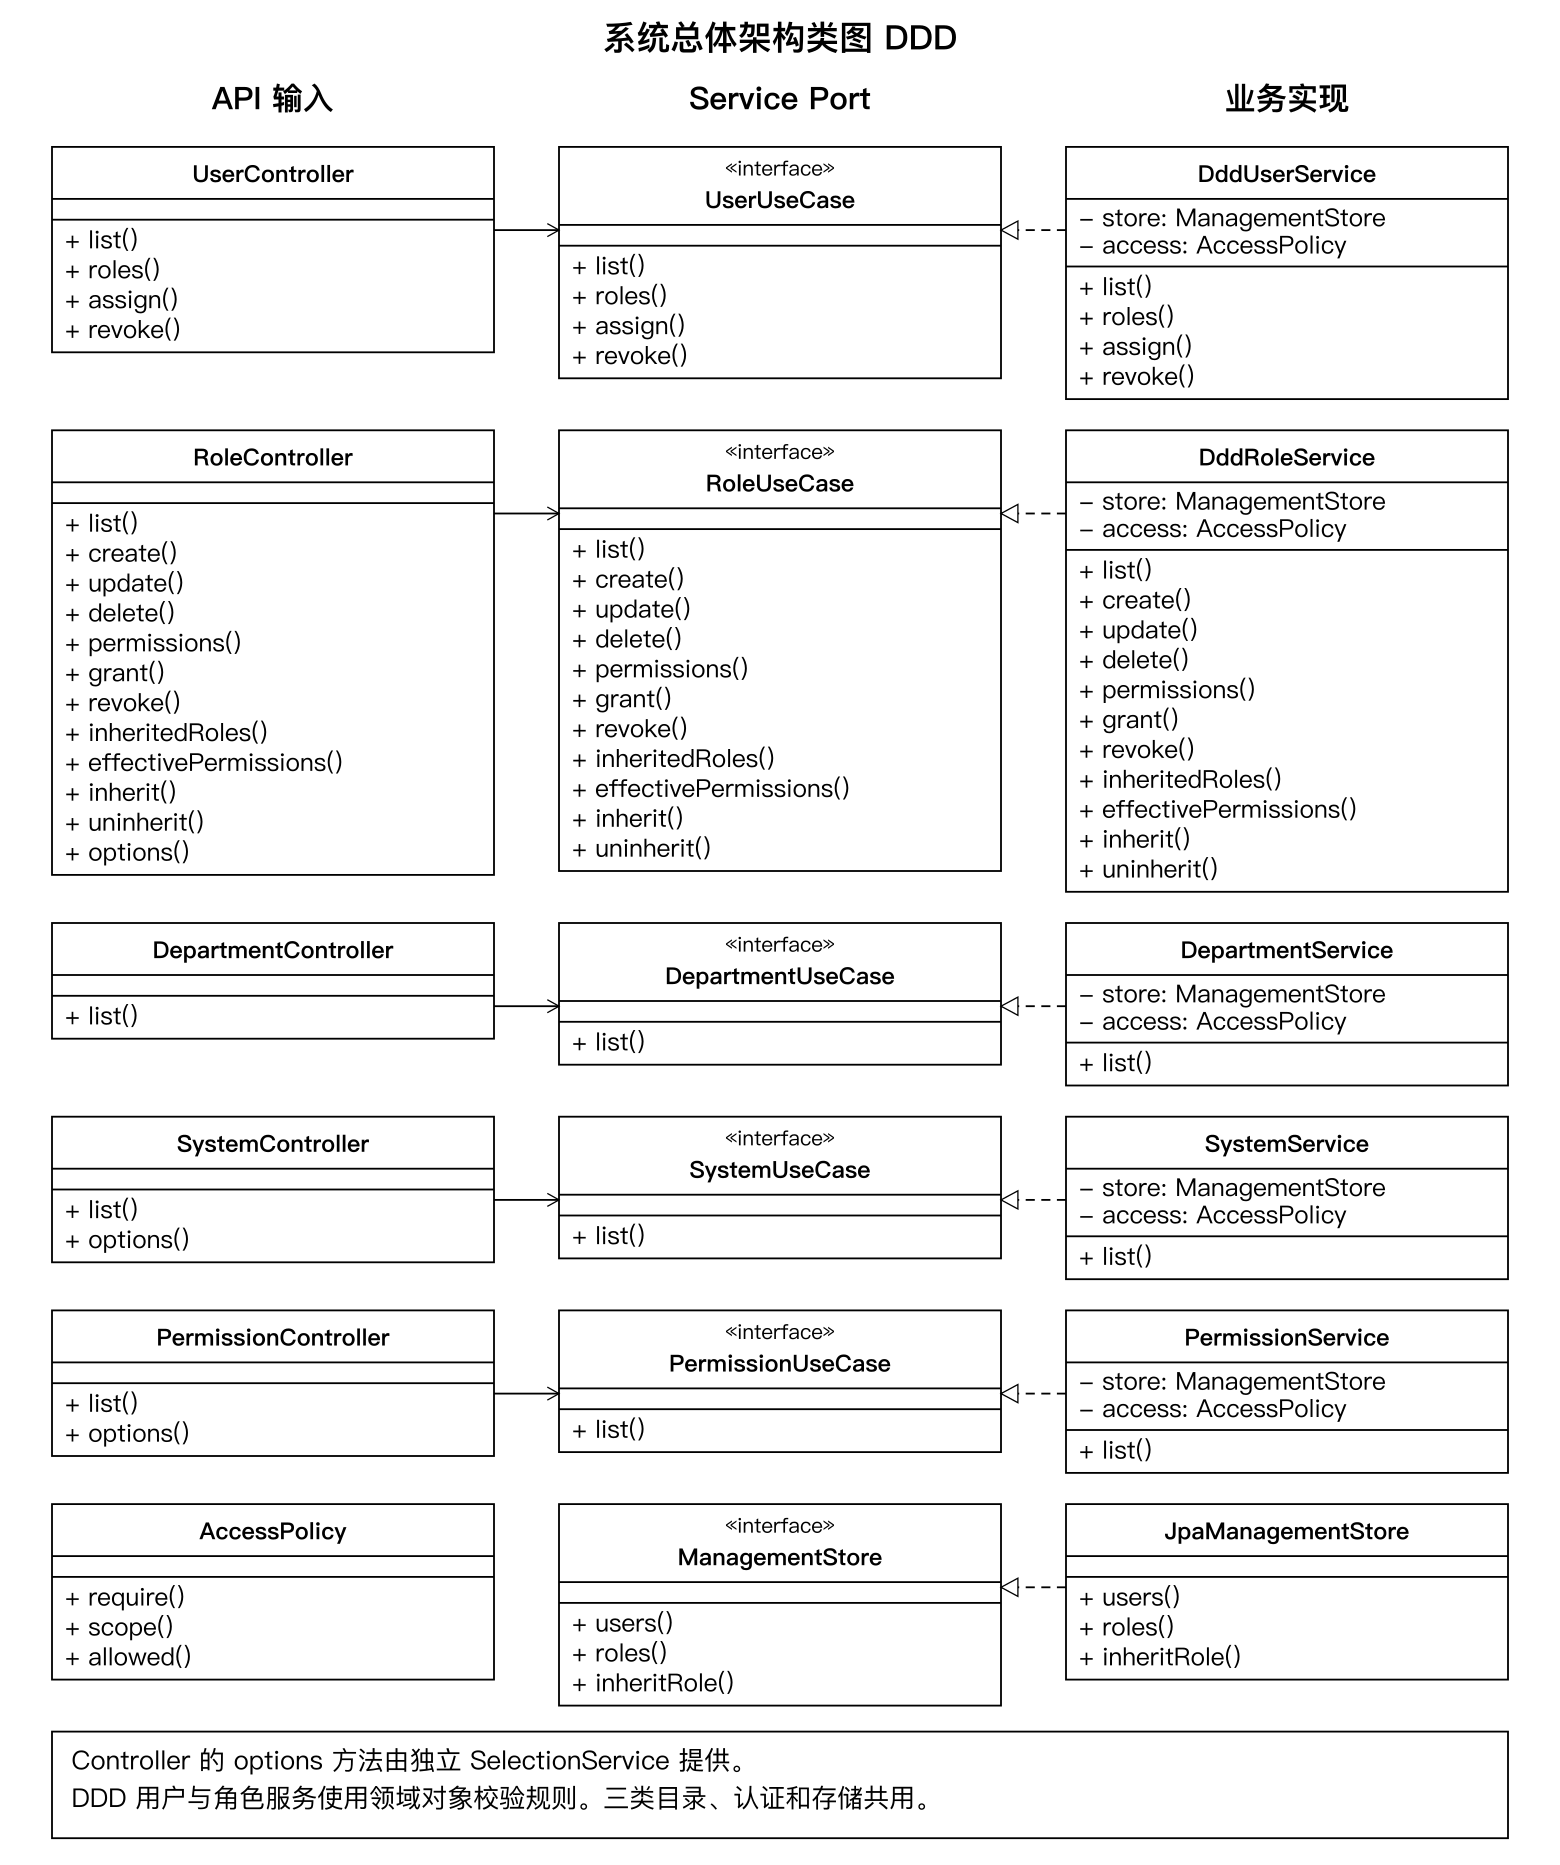 系统总体架构类图 DDD
API 输入
Service Port
业务实现
UserController
+ list()
+ roles()
+ assign()
+ revoke()
«interface»
UserUseCase
+ list()
+ roles()
+ assign()
+ revoke()
DddUserService
– store: ManagementStore
– access: AccessPolicy
+ list()
+ roles()
+ assign()
+ revoke()
RoleController
+ list()
+ create()
+ update()
+ delete()
+ permissions()
+ grant()
+ revoke()
+ inheritedRoles()
+ effectivePermissions()
+ inherit()
+ uninherit()
+ options()
«interface»
RoleUseCase
+ list()
+ create()
+ update()
+ delete()
+ permissions()
+ grant()
+ revoke()
+ inheritedRoles()
+ effectivePermissions()
+ inherit()
+ uninherit()
DddRoleService
– store: ManagementStore
– access: AccessPolicy
+ list()
+ create()
+ update()
+ delete()
+ permissions()
+ grant()
+ revoke()
+ inheritedRoles()
+ effectivePermissions()
+ inherit()
+ uninherit()
DepartmentController
+ list()
«interface»
DepartmentUseCase
+ list()
DepartmentService
– store: ManagementStore
– access: AccessPolicy
+ list()
SystemController
+ list()
+ options()
«interface»
SystemUseCase
+ list()
SystemService
– store: ManagementStore
– access: AccessPolicy
+ list()
PermissionController
+ list()
+ options()
«interface»
PermissionUseCase
+ list()
PermissionService
– store: ManagementStore
– access: AccessPolicy
+ list()
AccessPolicy
+ require()
+ scope()
+ allowed()
«interface»
ManagementStore
+ users()
+ roles()
+ inheritRole()
JpaManagementStore
+ users()
+ roles()
+ inheritRole()
Controller 的 options 方法由独立 SelectionService 提供。
DDD 用户与角色服务使用领域对象校验规则。三类目录、认证和存储共用。